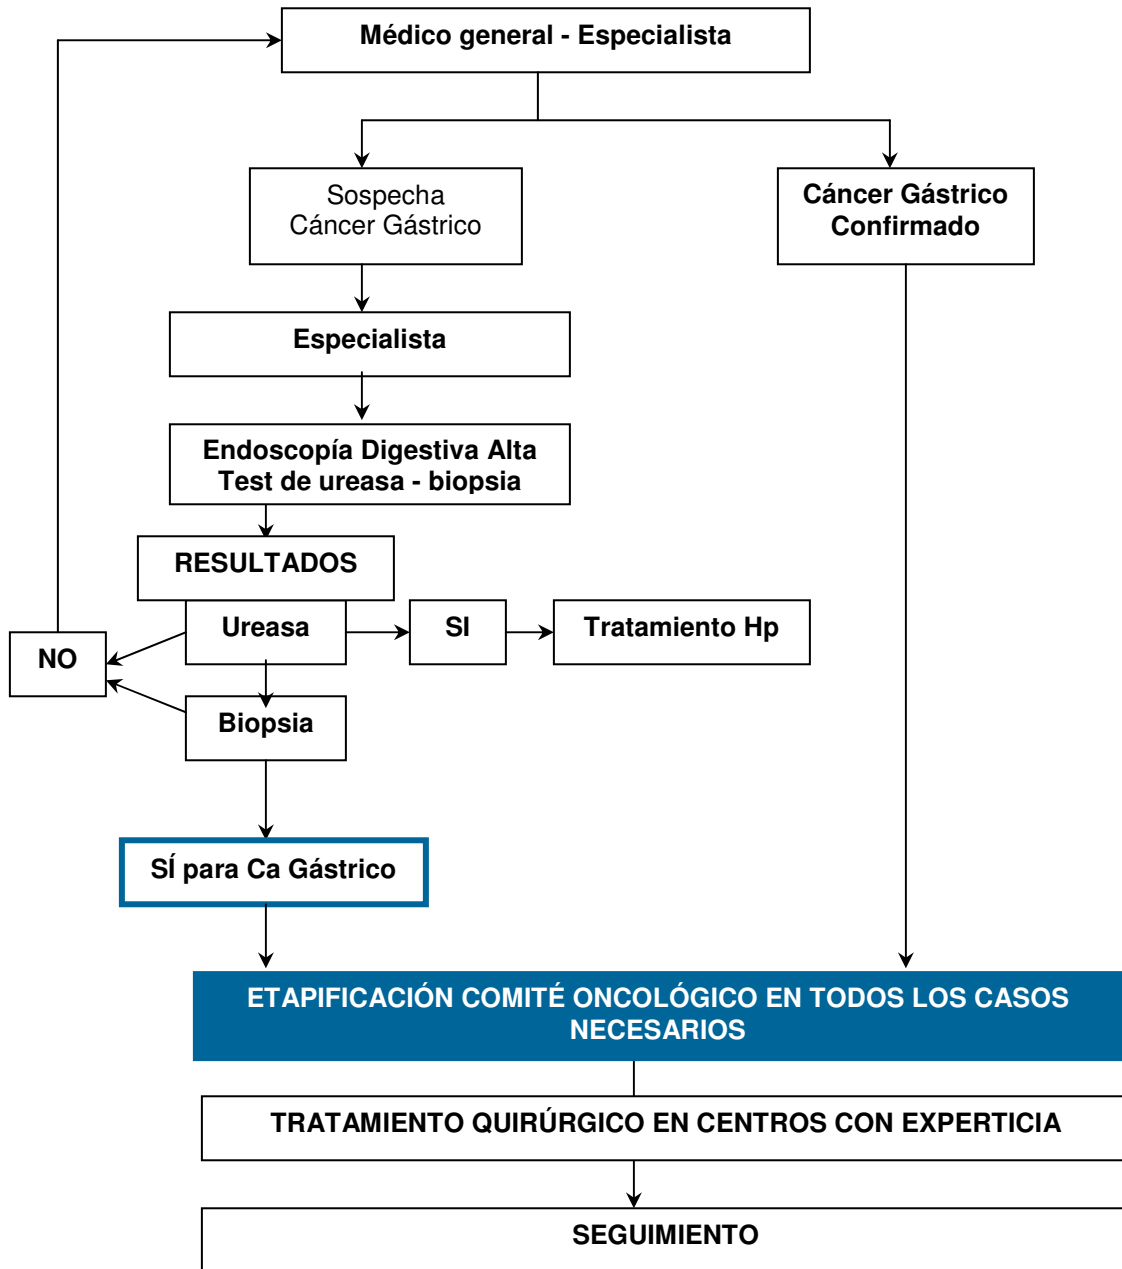 Médico general - Especialista
Sospecha
Cáncer Gástrico
Cáncer Gástrico
Confirmado
Especialista
Endoscopía Digestiva Alta
Test de ureasa - biopsia
RESULTADOS
Ureasa
SI
Tratamiento Hp
NO
Biopsia
SÍ para Ca Gástrico
ETAPIFICACIÓN COMITÉ ONCOLÓGICO EN TODOS LOS CASOS
NECESARIOS
TRATAMIENTO QUIRÚRGICO EN CENTROS CON EXPERTICIA
SEGUIMIENTO